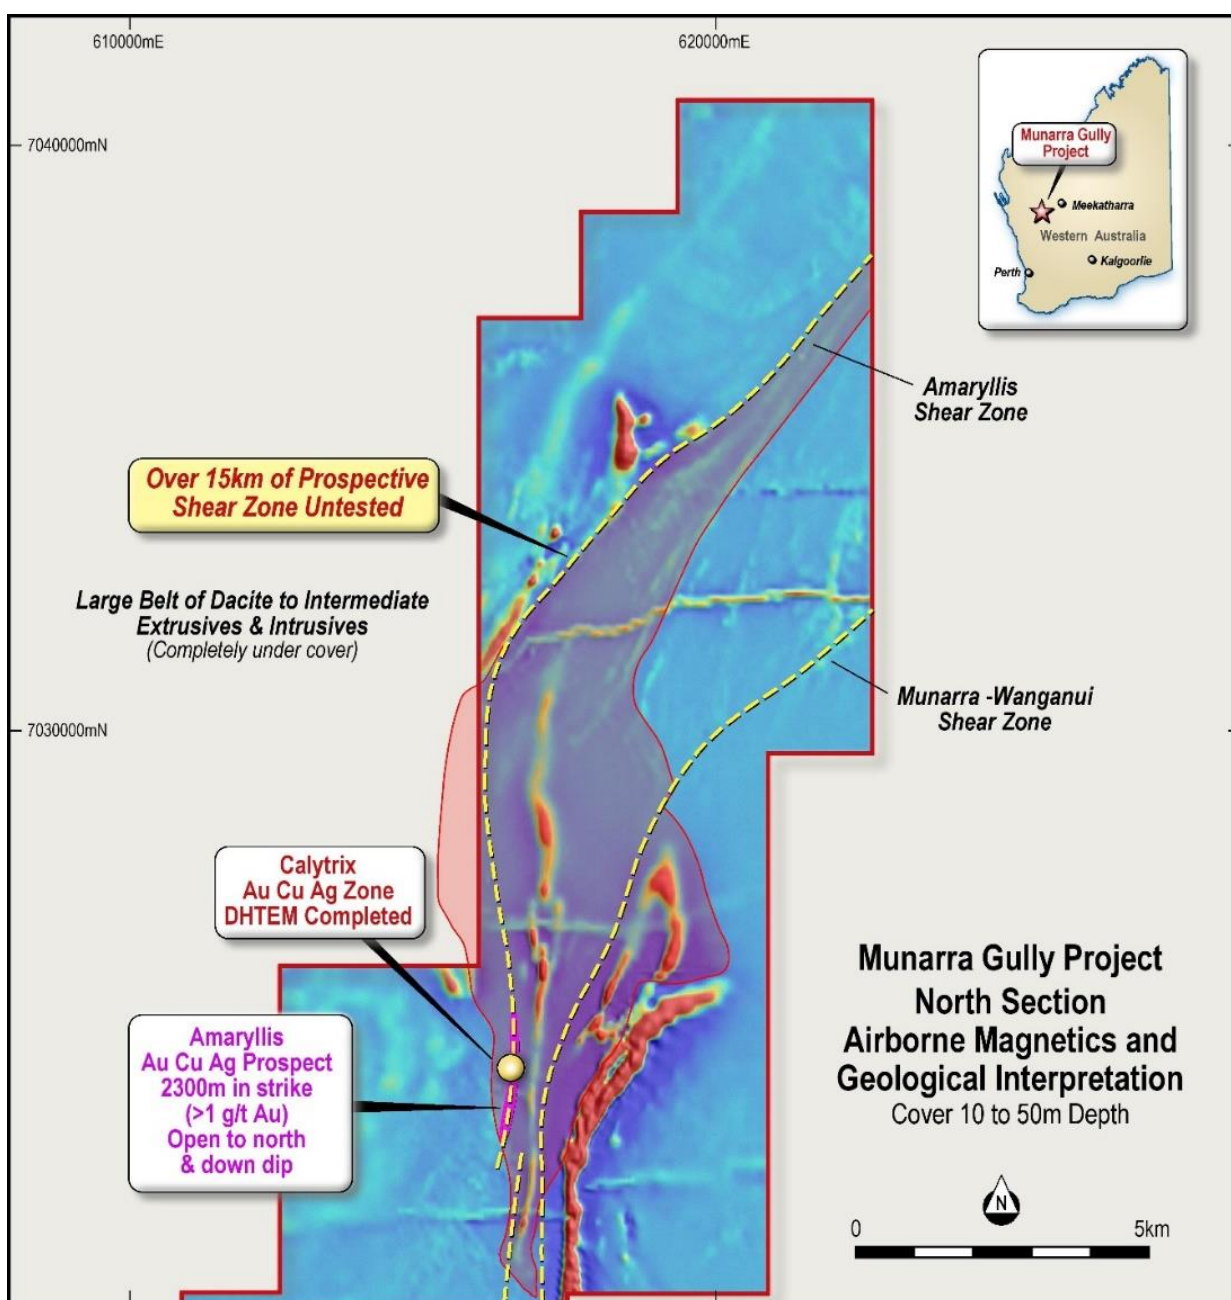 610000mE
620000mE
7040000mN
Munarra Gully
Project
Meekatharra
Western Australia
Kalgoorlie
Perth
Amaryllis
Shear Zone
Over 15km of Prospective
Shear Zone Untested
Large Belt of Dacite to Intermediate
Extrusives & Intrusives
(Completely under cover)
Munarra -Wanganui
Shear Zone
7030000mN
Calytrix
Au Cu Ag Zone
DHTEM Completed
Amaryllis
Au Cu Ag Prospect
2300m in strike
(>1 g/t Au)
Open to north
& down dip
Munarra Gully Project
North Section
Airborne Magnetics and
Geological Interpretation
Cover 10 to 50m Depth
N
0 5km